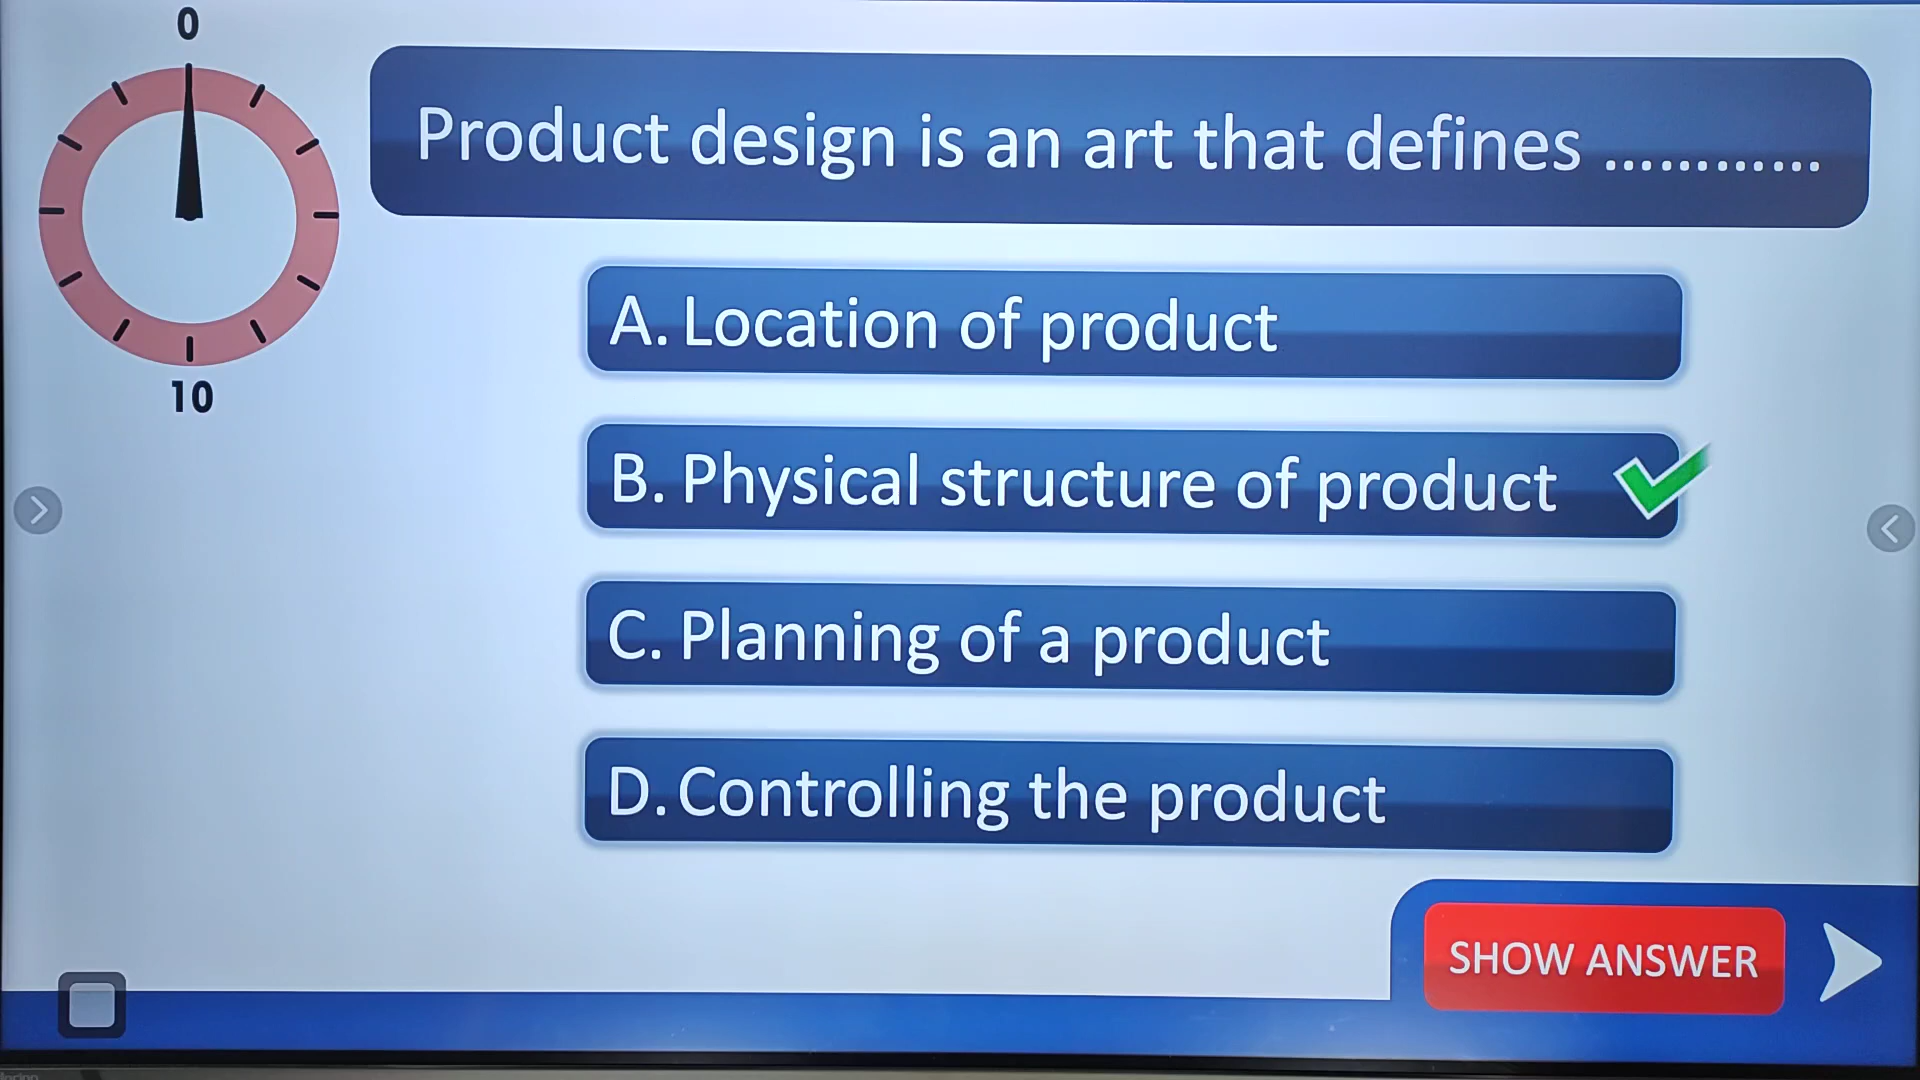 0
Product design is an art that defines ............
10
A. Location of product
B. Physical structure of product
C. Planning of a product
D. Controlling the product
SHOW ANSWER